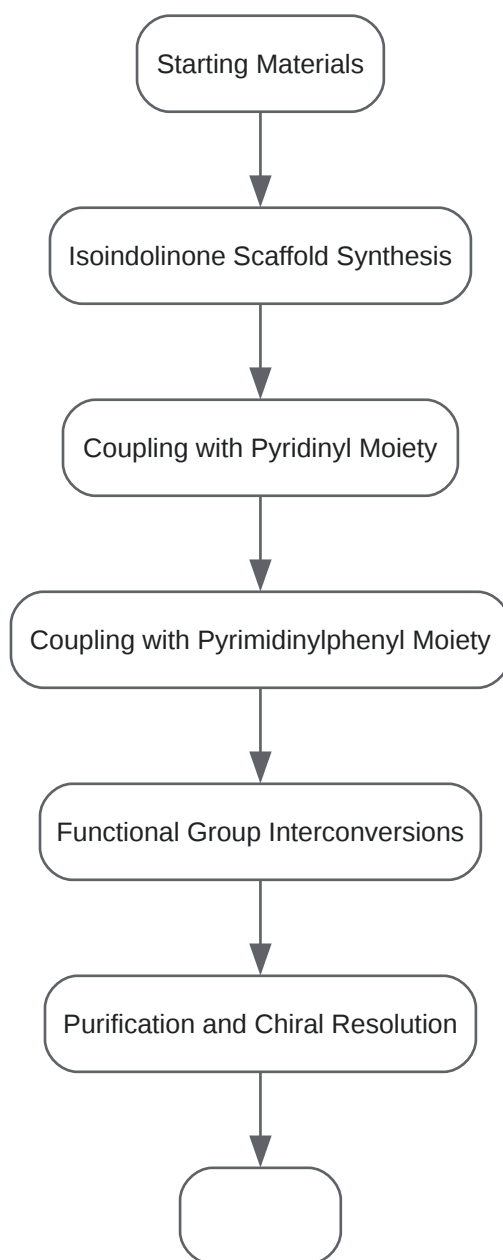 Starting Materials
Isoindolinone Scaffold Synthesis
Coupling with Pyridinyl Moiety
Coupling with Pyrimidinylphenyl Moiety
Functional Group Interconversions
Purification and Chiral Resolution